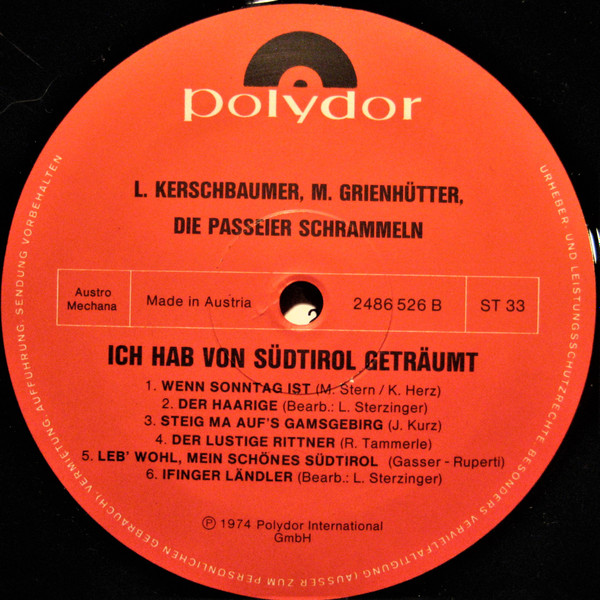 polydor
L. KERSCHBAUMER, M. GRIENHÜTTER,
DIE PASSEIER SCHRAMMELN
Austro
Mechana
Made in Austria
2486 526 B
ST 33
ICH HAB VON SÜDTIROL GETRÄUMT
1. WENN SONNTAG IST (M. Stern / K. Herz)
2. DER HAARIGE (Bearb.: L. Sterzinger)
3. STEIG MA AUF'S GAMSGEBIRG (J. Kurz)
4. DER LUSTIGE RITTNER (R. Tammerle)
5. LEB' WOHL, MEIN SCHÖNES SÜDTIROL (Gasser - Ruperti)
6. IFINGER LÄNDLER (Bearb.: L. Sterzinger)
Ⓟ 1974 Polydor International
GmbH
URHEBER- UND LEISTUNGSSCHUTZRECHTE, BESONDERS VERVIELFÄLTIGUNG (AUSSER ZUM PERSÖNLICHEN GEBRAUCH), VERMIETUNG, AUFFÜHRUNG, SENDUNG VORBEHALTEN